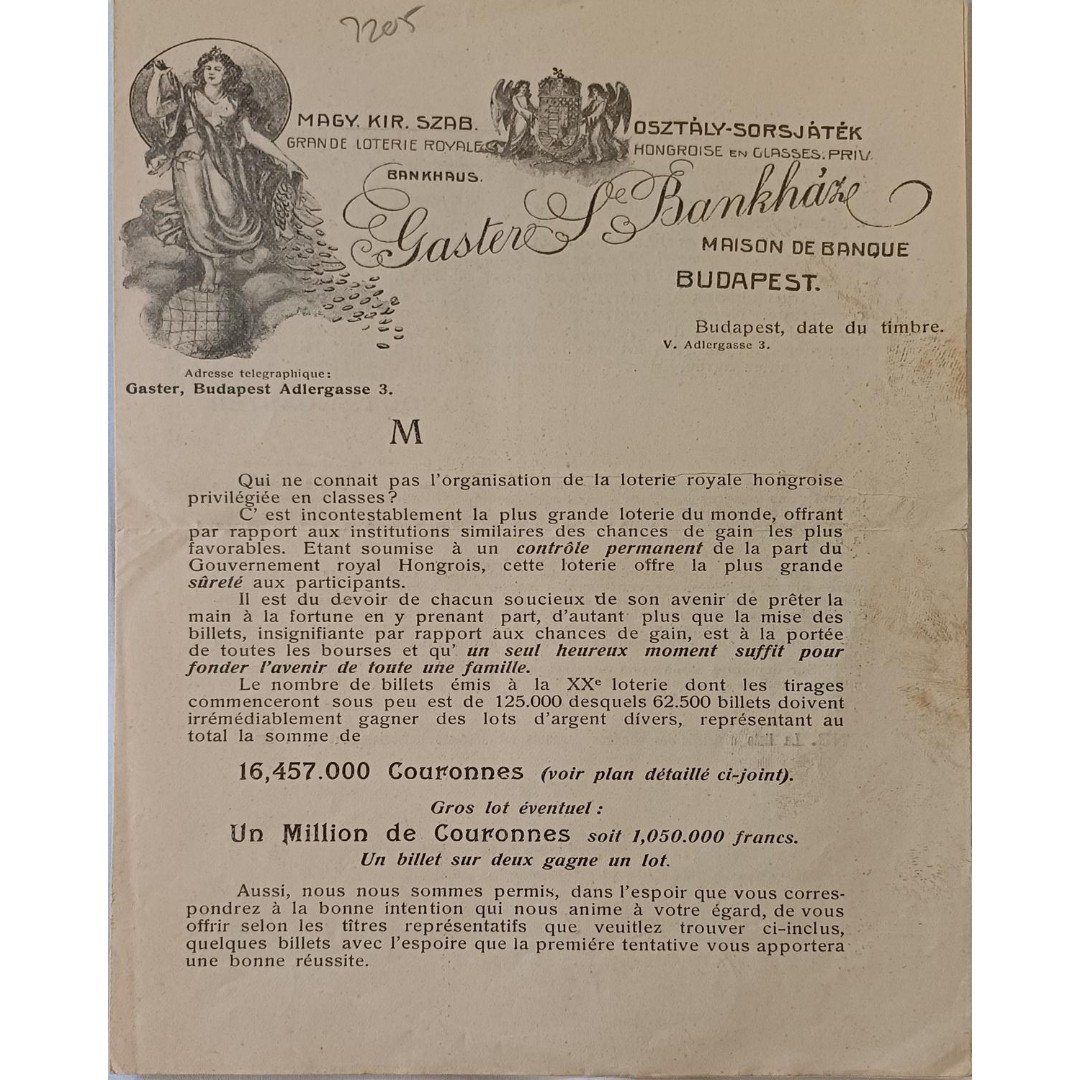 7205
MAGY. KIR. SZAB. OSZTÁLY-SORSJÁTÉK
GRANDE LOTERIE ROYALE HONGROISE EN CLASSES. PRIV.
BANKHAUS.
Gaster S. Bankháza
MAISON DE BANQUE
BUDAPEST.
Budapest, date du timbre.
V. Adlergasse 3.
Adresse telegraphique:
Gaster, Budapest Adlergasse 3.
M
Qui ne connait pas l'organisation de la loterie royale hongroise
privilégiée en classes?
C' est incontestablement la plus grande loterie du monde, offrant
par rapport aux institutions similaires des chances de gain les plus
favorables. Etant soumise à un contrôle permanent de la part du
Gouvernement royal Hongrois, cette loterie offre la plus grande
sûreté aux participants.
Il est du devoir de chacun soucieux de son avenir de prêter la
main à la fortune en y prenant part, d'autant plus que la mise des
billets, insignifiante par rapport aux chances de gain, est à la portée
de toutes les bourses et qu' un seul heureux moment suffit pour
fonder l'avenir de toute une famille.
Le nombre de billets émis à la XXe loterie dont les tirages
commenceront sous peu est de 125.000 desquels 62.500 billets doivent
irrémédiablement gagner des lots d'argent dívers, représentant au
total la somme de
16,457.000 Couronnes (voir plan détaillé ci-joint).
Gros lot éventuel :
Un Million de Couronnes soit 1,050.000 francs.
Un billet sur deux gagne un lot.
Aussi, nous nous sommes permis, dans l'espoir que vous corres-
pondrez à la bonne intention qui nous anime à votre égard, de vous
offrir selon les tîtres représentatifs que veuitlez trouver ci-inclus,
quelques billets avec l'espoire que la premiére tentative vous apportera
une bonne réussite.